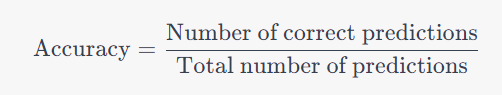 Accuracy = Number of correct predictions / Total number of predictions